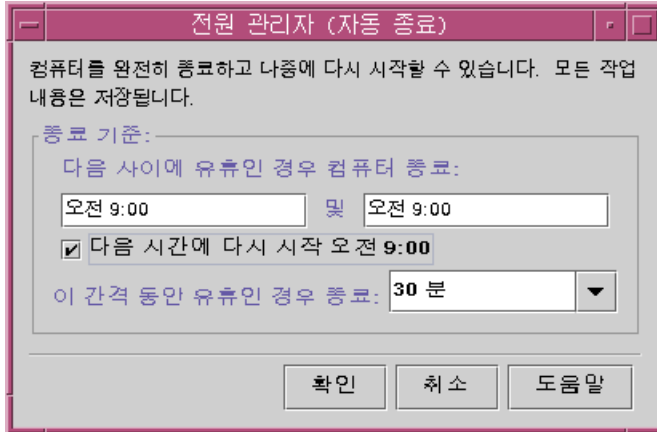 전원 관리자 (자동 종료)
컴퓨터를 완전히 종료하고 나중에 다시 시작할 수 있습니다. 모든 작업
내용은 저장됩니다.
종료 기준:
다음 사이에 유휴인 경우 컴퓨터 종료:
오전 9:00 및 오전 9:00
다음 시간에 다시 시작 오전 9:00
이 간격 동안 유휴인 경우 종료: 30 분
확인 취소 도움말